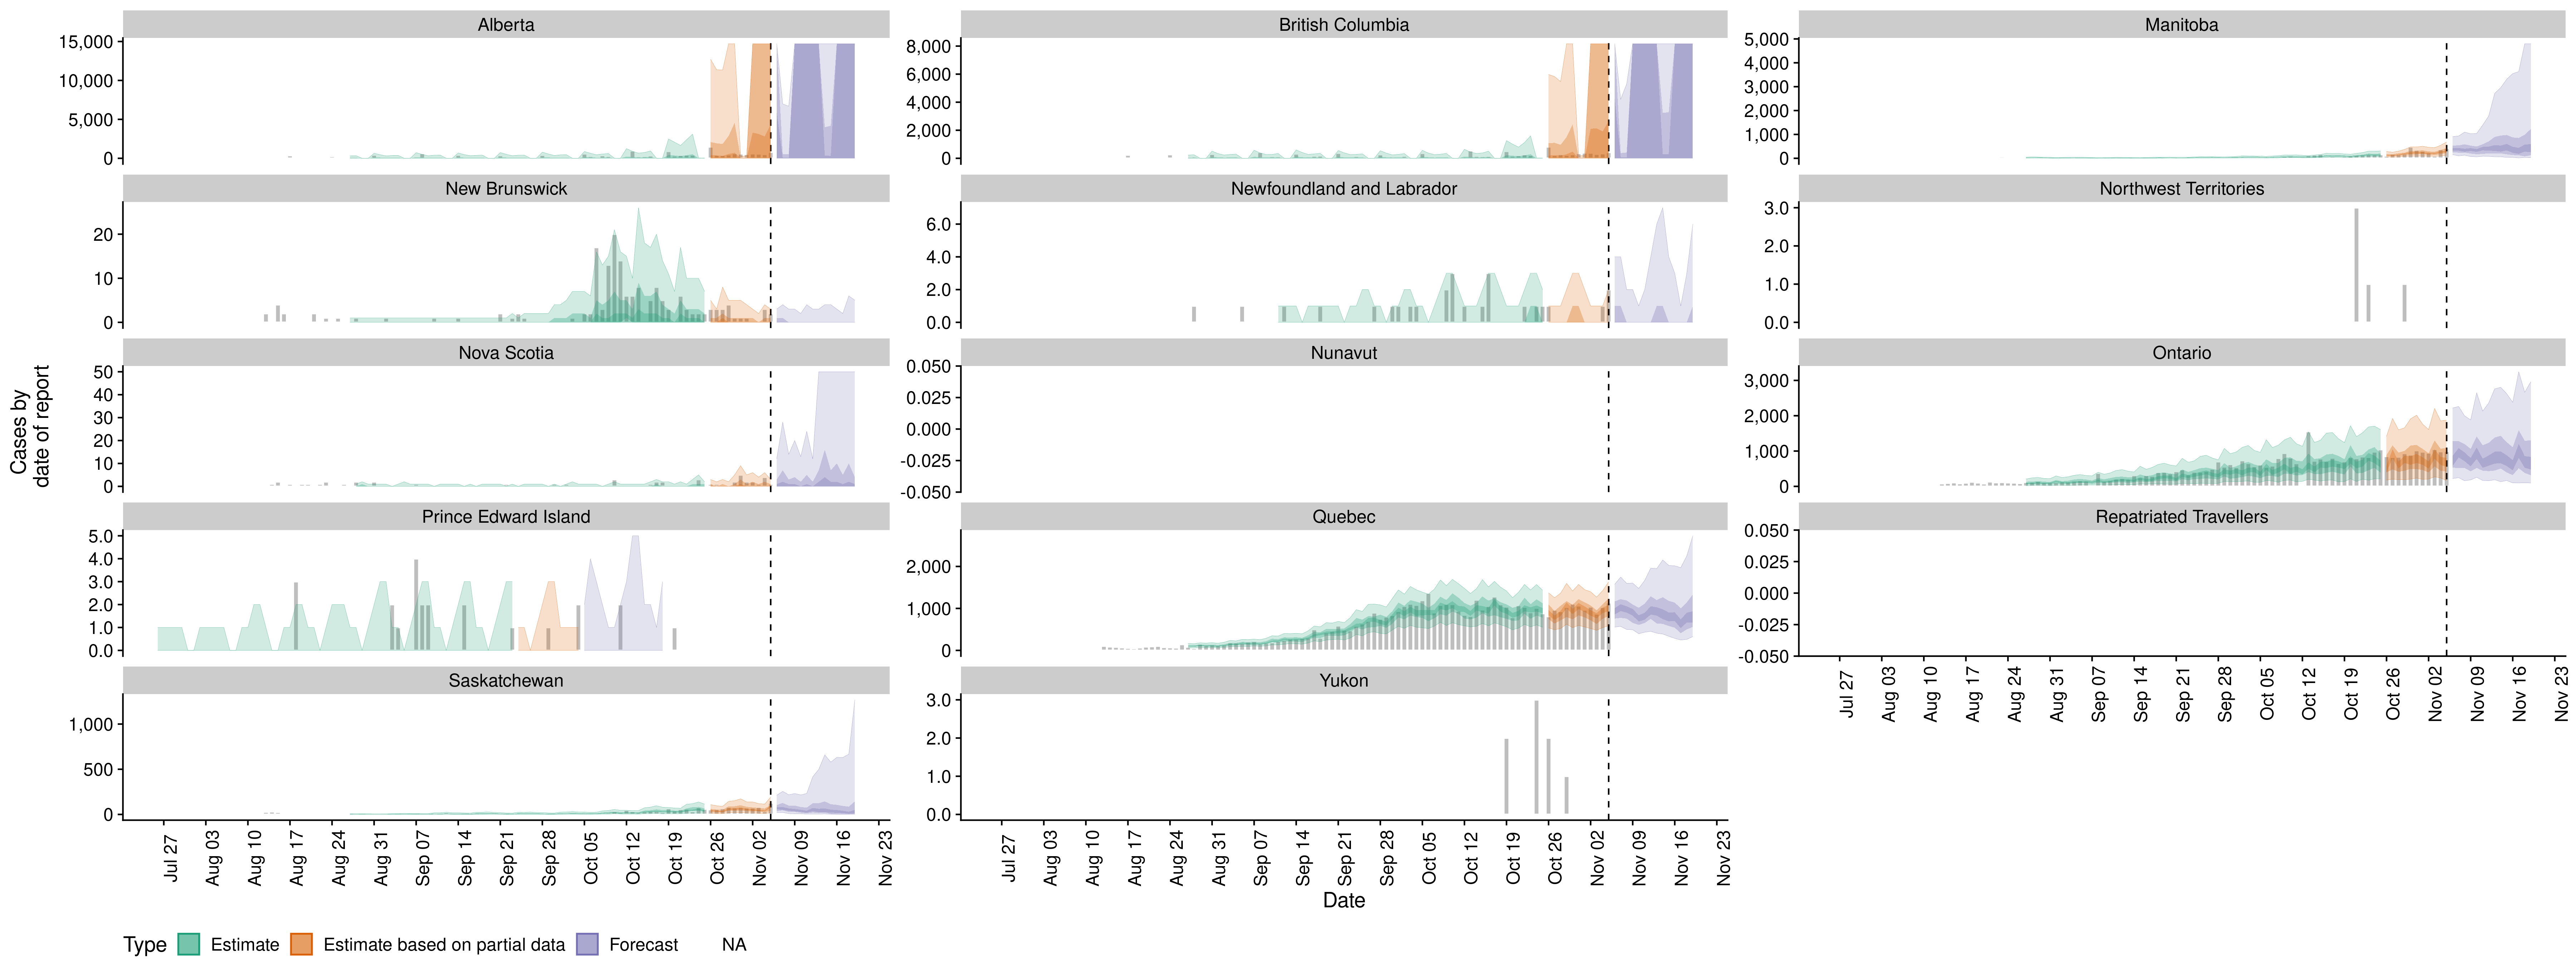 Alberta
British Columbia
Manitoba
15,000
10,000
5,000
0
8,000
6,000
4,000
2,000
0
5,000
4,000
3,000
2,000
1,000
0
New Brunswick
Newfoundland and Labrador
Northwest Territories
20
10
0
6.0
4.0
2.0
0.0
3.0
2.0
1.0
0.0
Nova Scotia
Nunavut
Ontario
50
40
30
20
10
0
0.050
0.025
0.000
-0.025
-0.050
3,000
2,000
1,000
0
Cases by
date of report
Prince Edward Island
Quebec
Repatriated Travellers
5.0
4.0
3.0
2.0
1.0
0.0
2,000
1,000
0
0.050
0.025
0.000
-0.025
-0.050
Jul 27
Aug 03
Aug 10
Aug 17
Aug 24
Aug 31
Sep 07
Sep 14
Sep 21
Sep 28
Oct 05
Oct 12
Oct 19
Oct 26
Nov 02
Nov 09
Nov 16
Nov 23
Saskatchewan
Yukon
1,000
500
0
3.0
2.0
1.0
0.0
Jul 27
Aug 03
Aug 10
Aug 17
Aug 24
Aug 31
Sep 07
Sep 14
Sep 21
Sep 28
Oct 05
Oct 12
Oct 19
Oct 26
Nov 02
Nov 09
Nov 16
Nov 23
Jul 27
Aug 03
Aug 10
Aug 17
Aug 24
Aug 31
Sep 07
Sep 14
Sep 21
Sep 28
Oct 05
Oct 12
Oct 19
Oct 26
Nov 02
Nov 09
Nov 16
Nov 23
Date
Type Estimate Estimate based on partial data Forecast NA